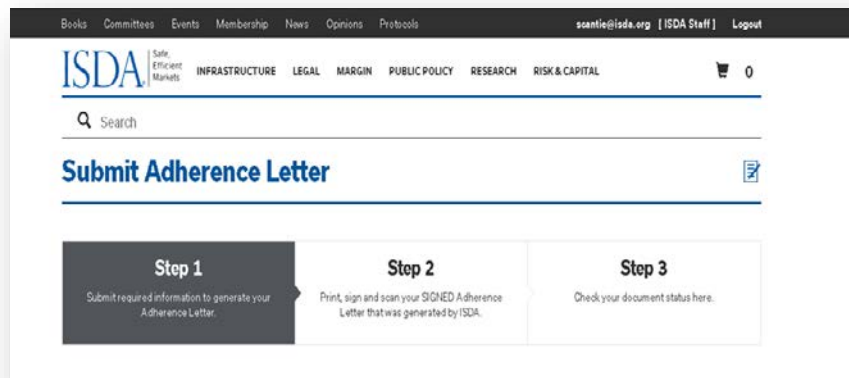 Books Committees Events Membership News Opinions Protocols scantie@isda.org [ISDA Staff] Logout
ISDA Safe,
Efficient
Markets
INFRASTRUCTURE LEGAL MARGIN PUBLIC POLICY RESEARCH RISK & CAPITAL 0
Search
Submit Adherence Letter
Step 1
Submit required information to generate your
Adherence Letter.
Step 2
Print, sign and scan your SIGNED Adherence
Letter that was generated by ISDA.
Step 3
Check your document status here.